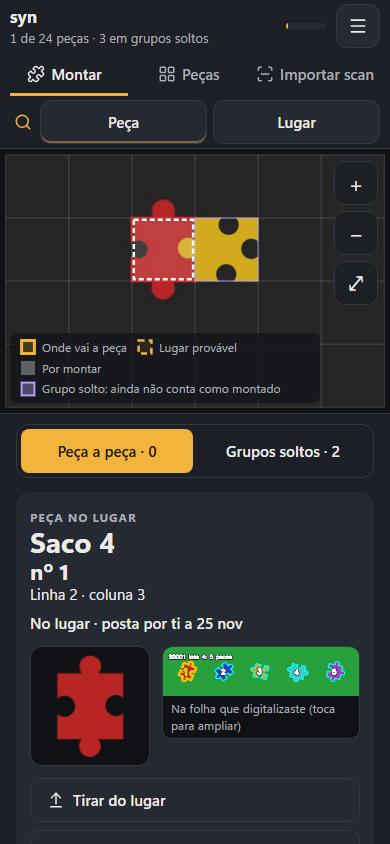 syn
1 de 24 peças · 3 em grupos soltos
Montar
Peças
Importar scan
Peça
Lugar
+
−
Onde vai a peça
Lugar provável
Por montar
Grupo solto: ainda não conta como montado
Peça a peça · 0
Grupos soltos · 2
PEÇA NO LUGAR
Saco 4
nº 1
Linha 2 · coluna 3
No lugar · posta por ti a 25 nov
1 2 3 4 5
Na folha que digitalizaste (toca
para ampliar)
Tirar do lugar